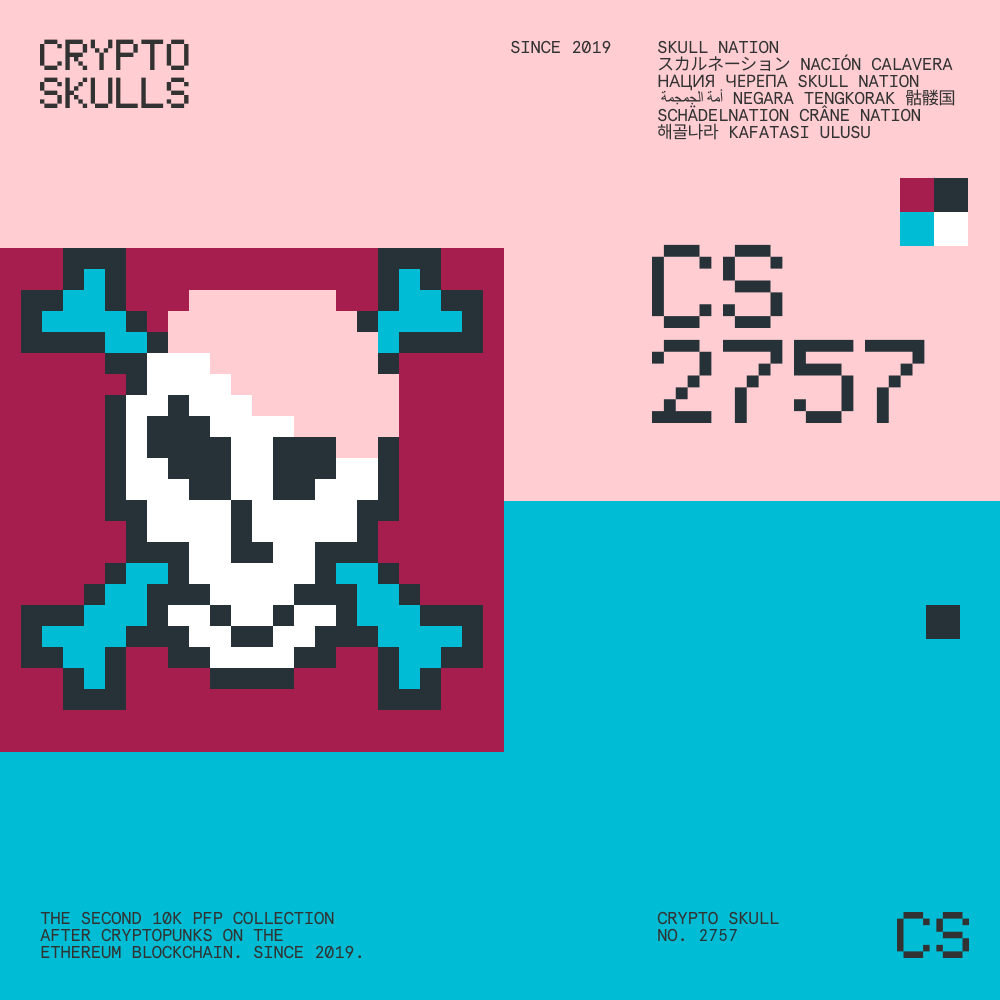 CRYPTO
SKULLS
SINCE 2019
SKULL NATION
スカルネーション NACIÓN CALAVERA
НАЦИЯ ЧЕРЕПА SKULL NATION
أمة الجمجمة NEGARA TENGKORAK 骷髅国
SCHÄDELNATION CRÂNE NATION
해골나라 KAFATASI ULUSU
CS
2757
THE SECOND 10K PFP COLLECTION
AFTER CRYPTOPUNKS ON THE
ETHEREUM BLOCKCHAIN. SINCE 2019.
CRYPTO SKULL
NO. 2757
CS